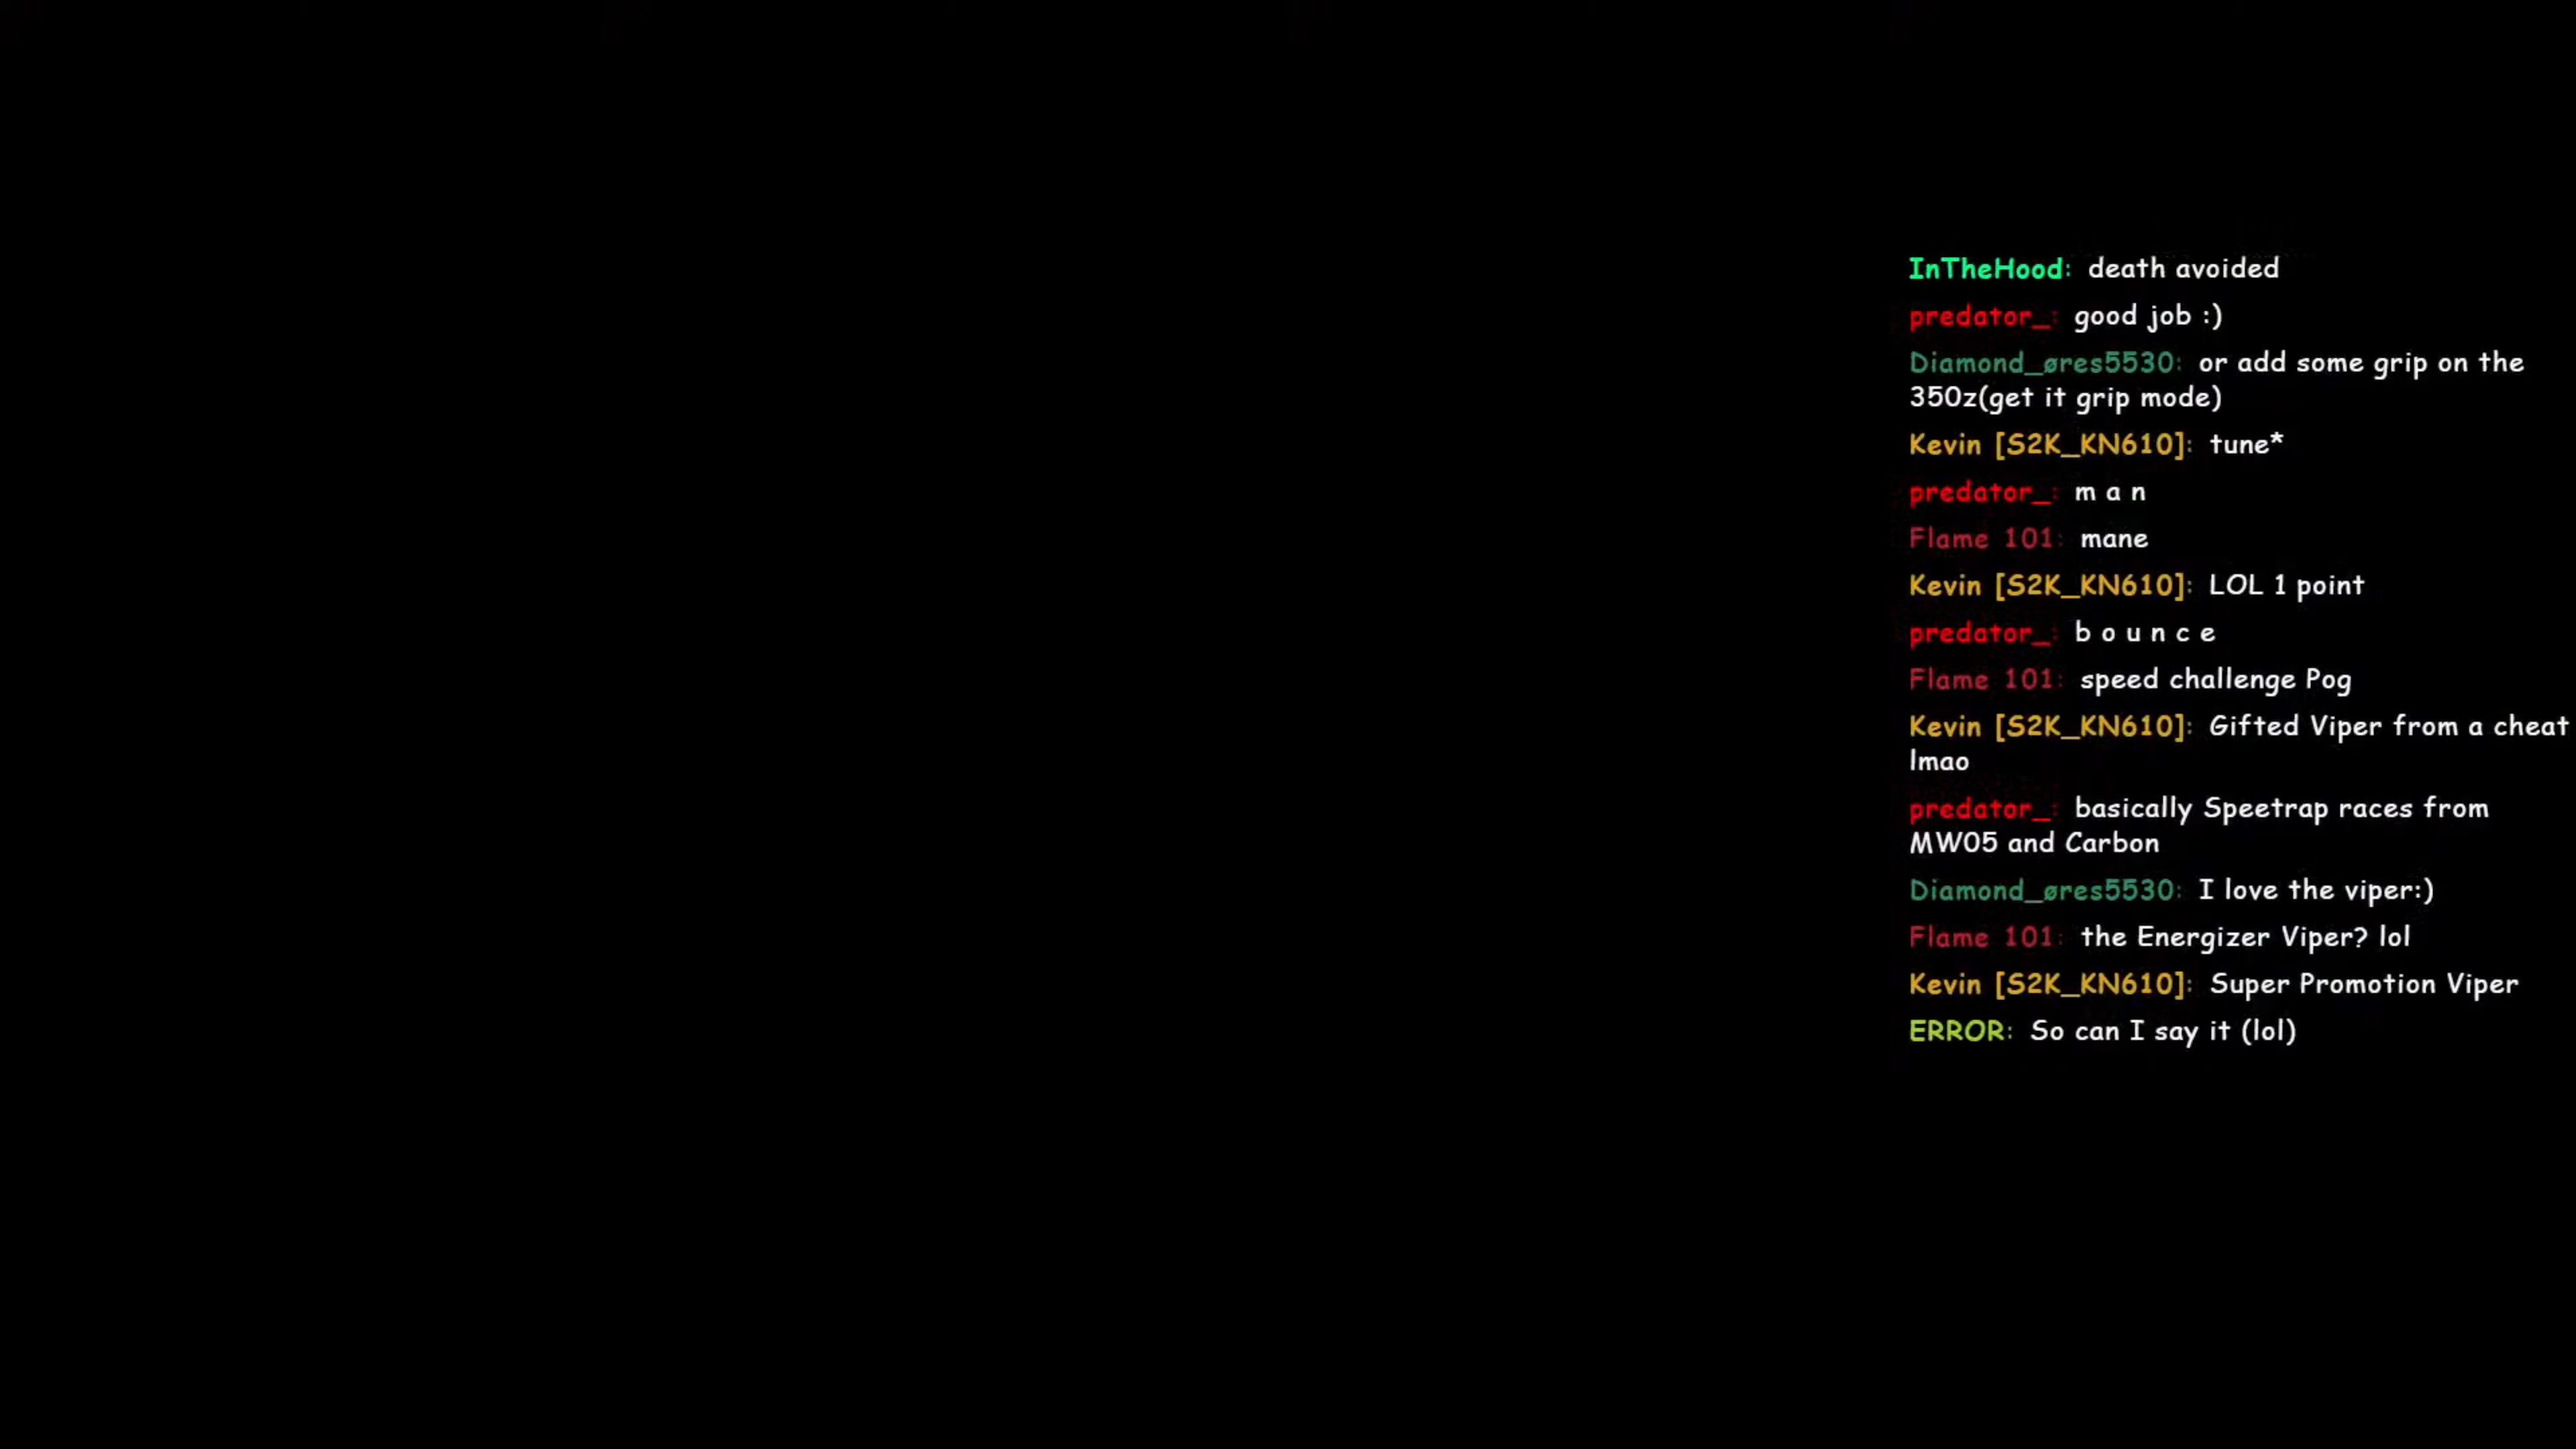 InTheHood: death avoided
predator_: good job :)
Diamond_øres5530: or add some grip on the
350z(get it grip mode)
Kevin [S2K_KN610]: tune*
predator_: m a n
Flame 101: mane
Kevin [S2K_KN610]: LOL 1 point
predator_: b o u n c e
Flame 101: speed challenge Pog
Kevin [S2K_KN610]: Gifted Viper from a cheat
lmao
predator_: basically Speetrap races from
MW05 and Carbon
Diamond_øres5530: I love the viper:)
Flame 101: the Energizer Viper? lol
Kevin [S2K_KN610]: Super Promotion Viper
ERROR: So can I say it (lol)